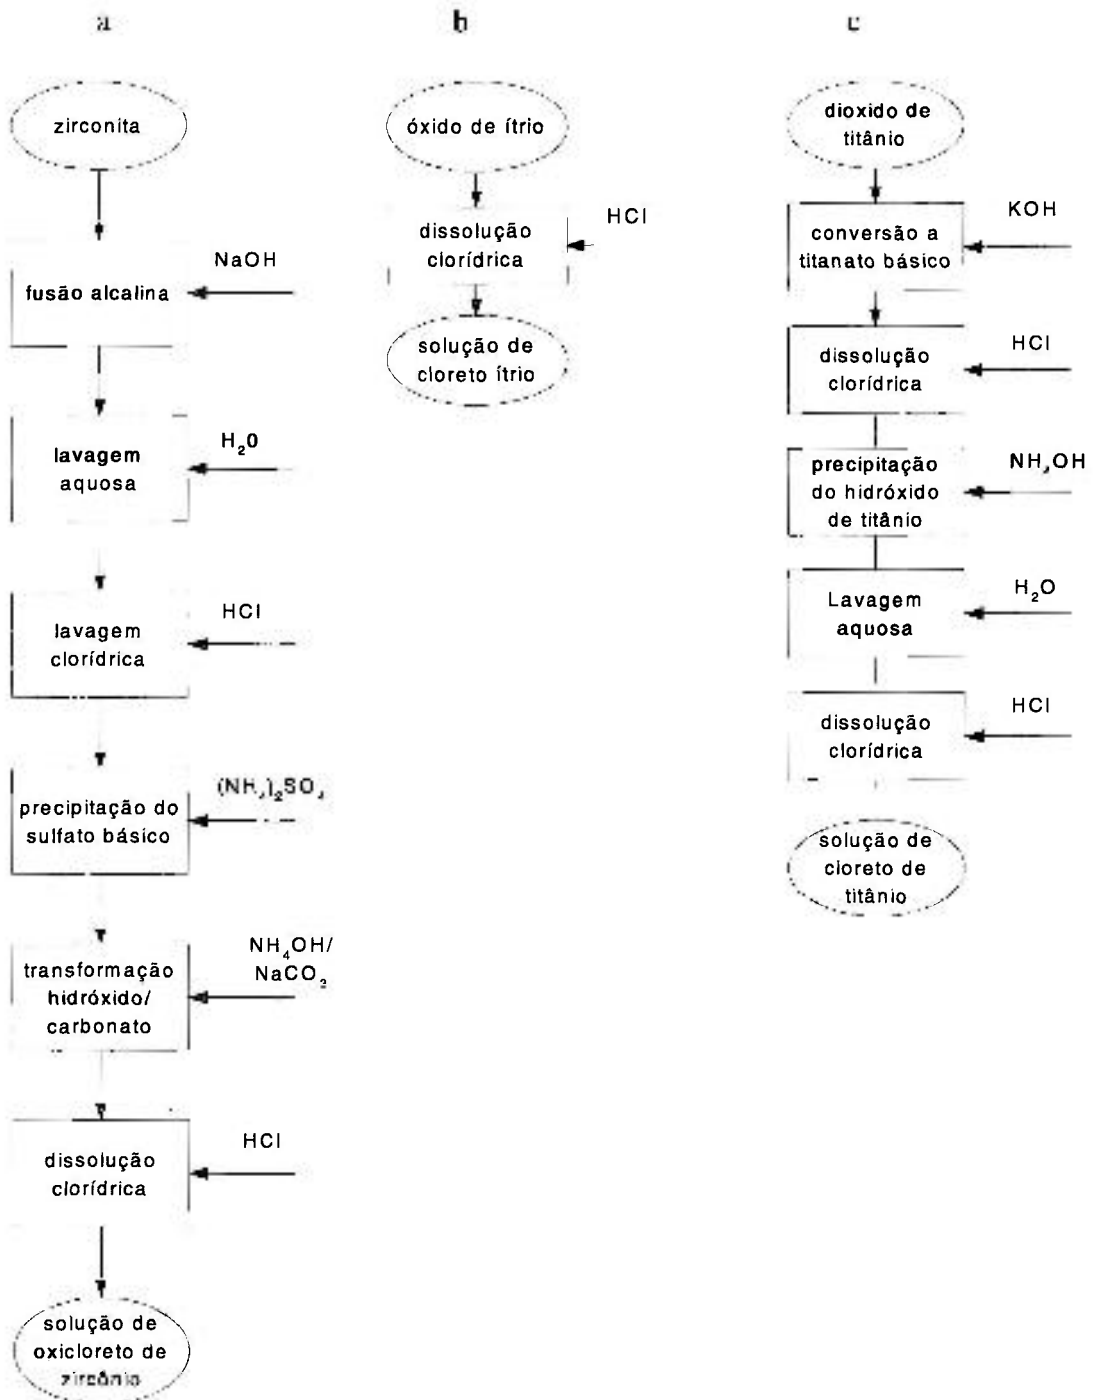 a
zirconita
NaOH
fusão alcalina
H₂0
lavagem
aquosa
HCl
lavagem
clorídrica
(NH₄)₂SO₄
precipitação do
sulfato básico
NH₄OH/
NaCO₃
transformação
hidróxido/
carbonato
HCl
dissolução
clorídrica
solução de
oxicloreto de
zircônio
b
óxido de ítrio
HCl
dissolução
clorídrica
solução de
cloreto ítrio
c
dioxido de
titânio
KOH
conversão a
titanato básico
HCl
dissolução
clorídrica
NH₄OH
precipitação
do hidróxido
de titânio
H₂O
Lavagem
aquosa
HCl
dissolução
clorídrica
solução de
cloreto de
titânio